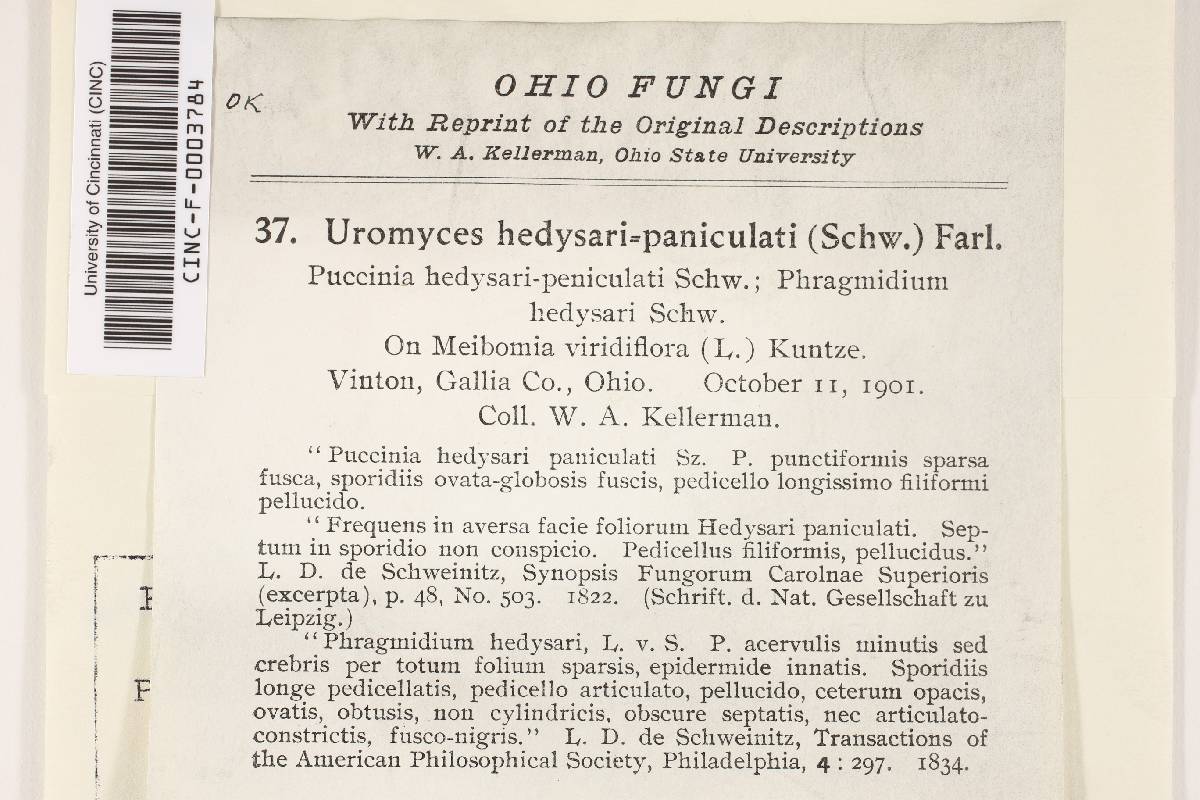 University of Cincinnati (CINC)
CINC-F-0003784
OK
OHIO FUNGI
With Reprint of the Original Descriptions
W. A. Kellerman, Ohio State University
37. Uromyces hedysari-paniculati (Schw.) Farl.
Puccinia hedysari-peniculati Schw.; Phragmidium
hedysari Schw.
On Meibomia viridiflora (L.) Kuntze.
Vinton, Gallia Co., Ohio. October 11, 1901.
Coll. W. A. Kellerman.
“Puccinia hedysari paniculati Sz. P. punctiformis sparsa
fusca, sporidiis ovata-globosis fuscis, pedicello longissimo filiformi
pellucido.
“Frequens in aversa facie foliorum Hedysari paniculati. Sep-
tum in sporidio non conspicio. Pedicellus filiformis, pellucidus.”
L. D. de Schweinitz, Synopsis Fungorum Carolnae Superioris
(excerpta), p. 48, No. 503. 1822. (Schrift. d. Nat. Gesellschaft zu
Leipzig.)
“Phragmidium hedysari, L. v. S. P. acervulis minutis sed
crebris per totum folium sparsis, epidermide innatis. Sporidiis
longe pedicellatis, pedicello articulato, pellucido, ceterum opacis,
ovatis, obtusis, non cylindricis, obscure septatis, nec articulato-
constrictis, fusco-nigris.” L. D. de Schweinitz, Transactions of
the American Philosophical Society, Philadelphia, 4 : 297. 1834.